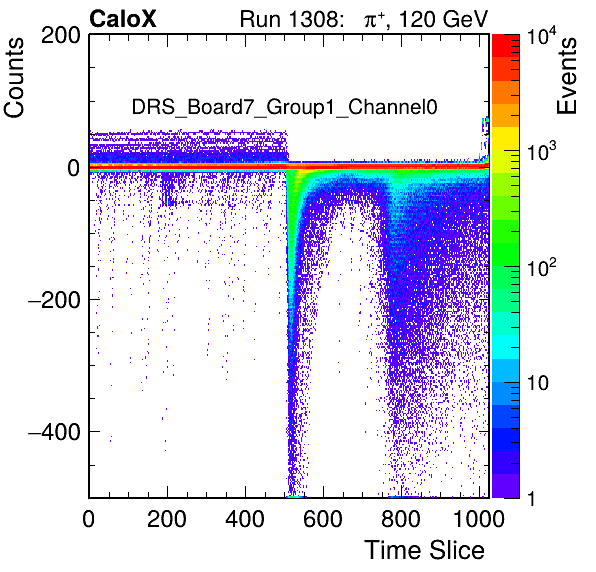 CaloX Run 1308: π⁺, 120 GeV
DRS_Board7_Group1_Channel0
Counts
200
0
−200
−400
0 200 400 600 800 1000
Time Slice
Events
10⁴
10³
10²
10
1